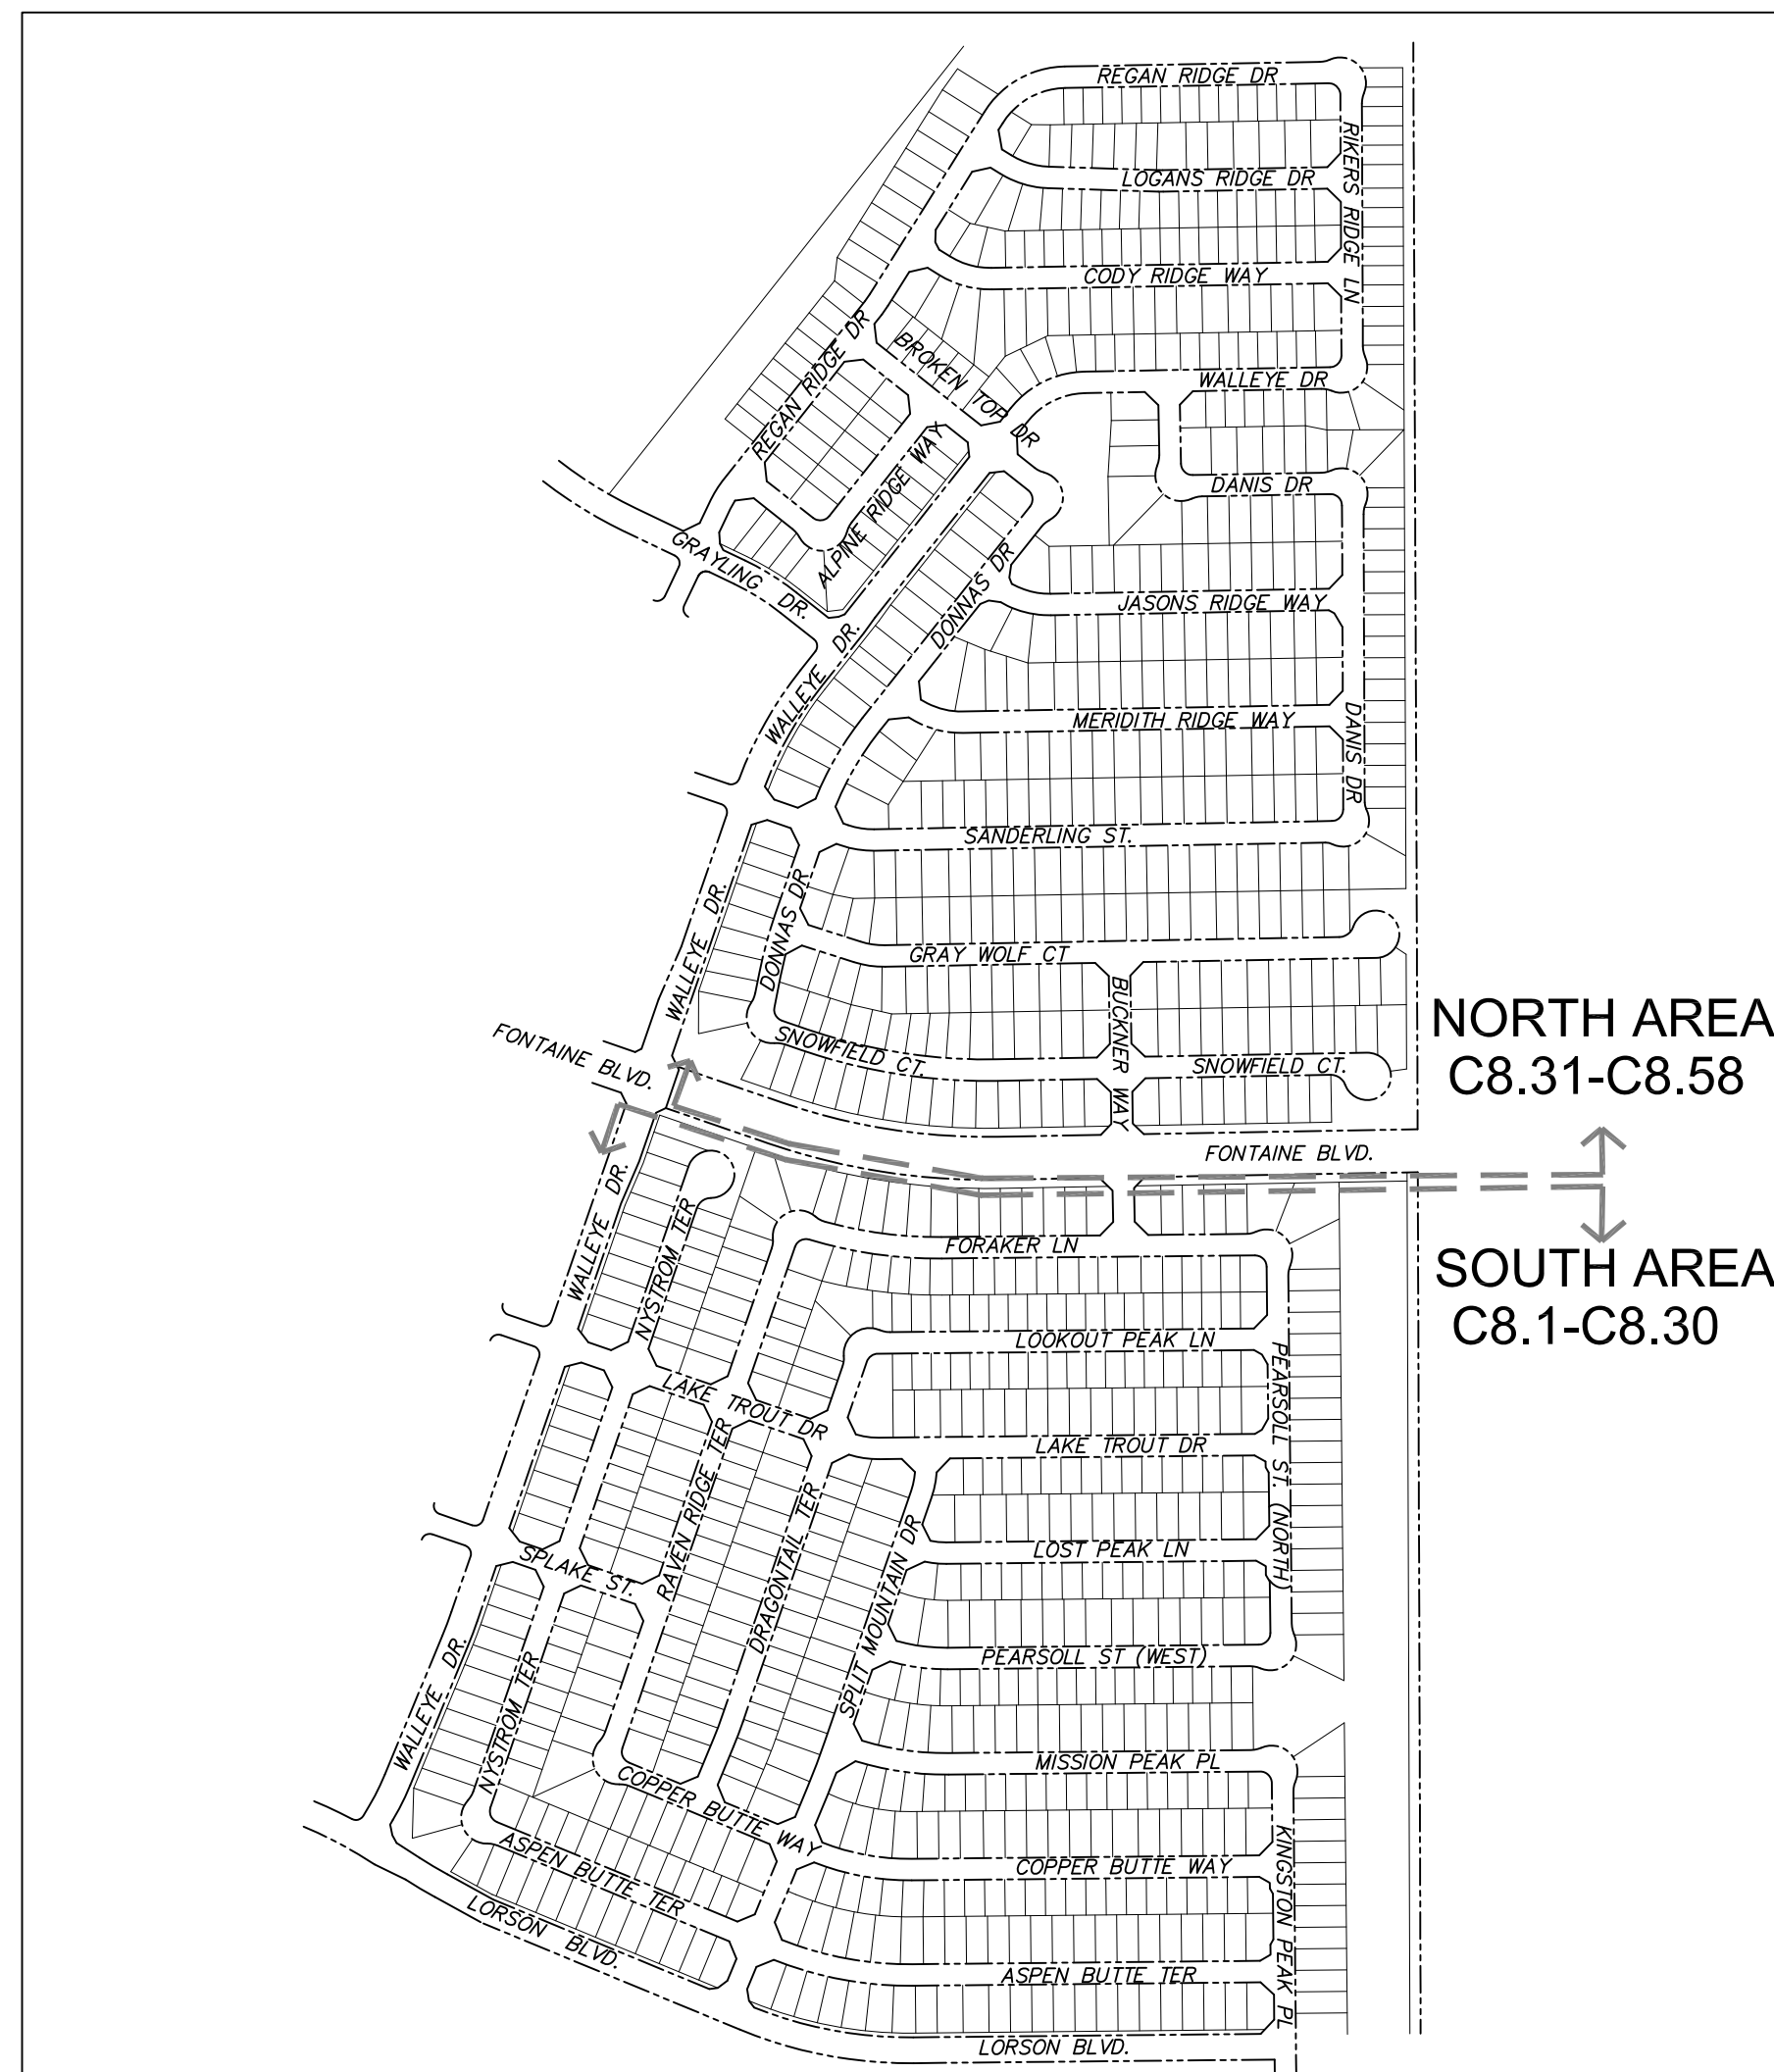 REGAN RIDGE DR
RIKERS RIDGE LN
LOGANS RIDGE DR
CODY RIDGE WAY
REGAN RIDGE DR
BROKEN TOP DR
WALLEYE DR
ALPINE RIDGE WAY
DANIS DR
GRAYLING DR.
DONNAS DR
JASONS RIDGE WAY
WALLEYE DR.
MERIDITH RIDGE WAY
DANIS DR
SANDERLING ST.
WALLEYE DR.
DONNAS DR
GRAY WOLF CT
BUCKNER WAY
FONTAINE BLVD.
SNOWFIELD CT.
SNOWFIELD CT.
NORTH AREA
C8.31-C8.58
FONTAINE BLVD.
WALLEYE DR.
NYSTROM TER
FORAKER LN
SOUTH AREA
C8.1-C8.30
LOOKOUT PEAK LN
PEARSOLL ST. (NORTH)
LAKE TROUT DR
LAKE TROUT DR
RAVEN RIDGE TER
DRAGONTAIL TER
SPLIT MOUNTAIN DR
LOST PEAK LN
SPLAKE ST.
PEARSOLL ST (WEST)
WALLEYE DR.
NYSTROM TER
MISSION PEAK PL
COPPER BUTTE WAY
KINGSTON PEAK PL
COPPER BUTTE WAY
ASPEN BUTTE TER
LORSON BLVD.
ASPEN BUTTE TER
LORSON BLVD.